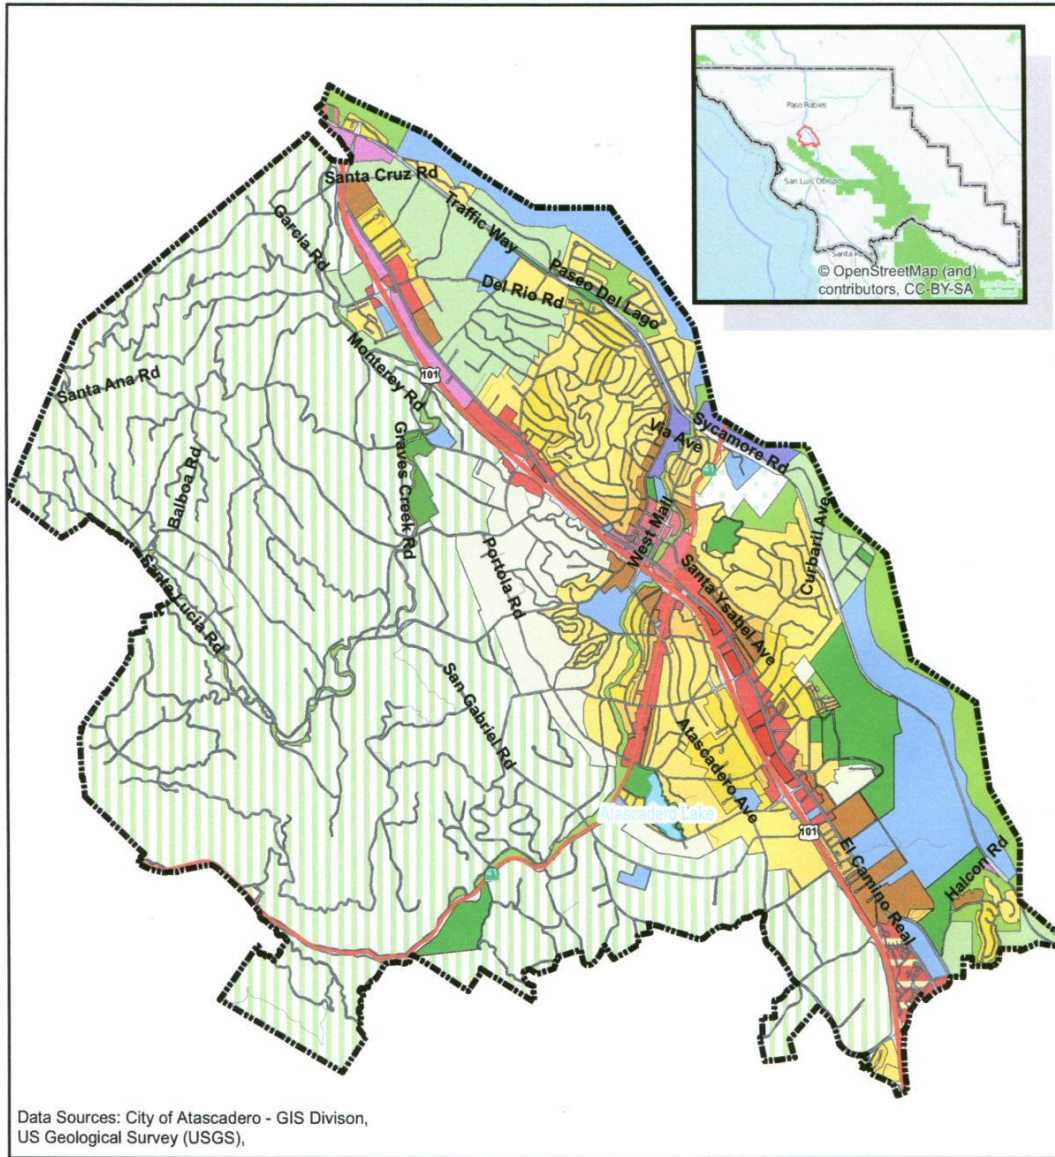 Paso Robles
San Luis Obispo
© OpenStreetMap (and)
contributors, CC-BY-SA
Santa Cruz Rd
Garcia Rd
Traffic Way
Paseo Del Lago
Del Rio Rd
Monterey Rd
101
Santa Ana Rd
Balboa Rd
Graves Creek Rd
Via Ave
Sycamore Rd
41
West Mall
Curbaril Ave
Portola Rd
Santa Ysabel Ave
Santa Lucia Rd
San Gabriel Rd
Atascadero Ave
Atascadero Lake
101
El Camino Real
Halcon Rd
41
Data Sources: City of Atascadero - GIS Divison,
US Geological Survey (USGS),